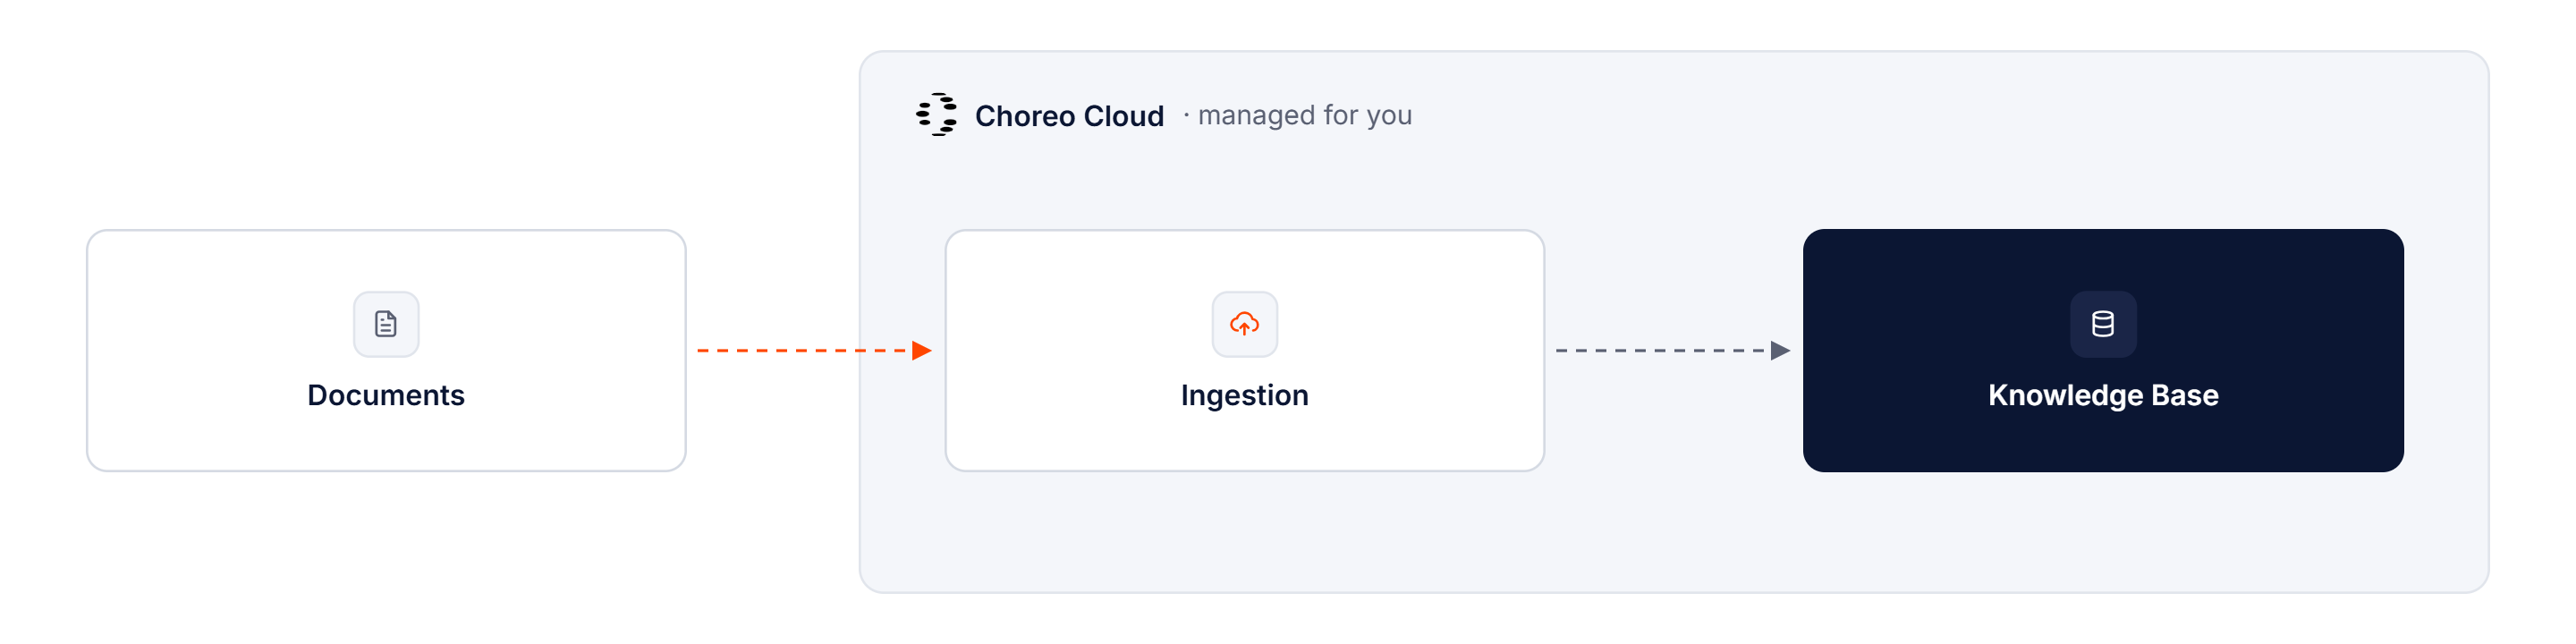 Choreo Cloud · managed for you
Documents
Ingestion
Knowledge Base